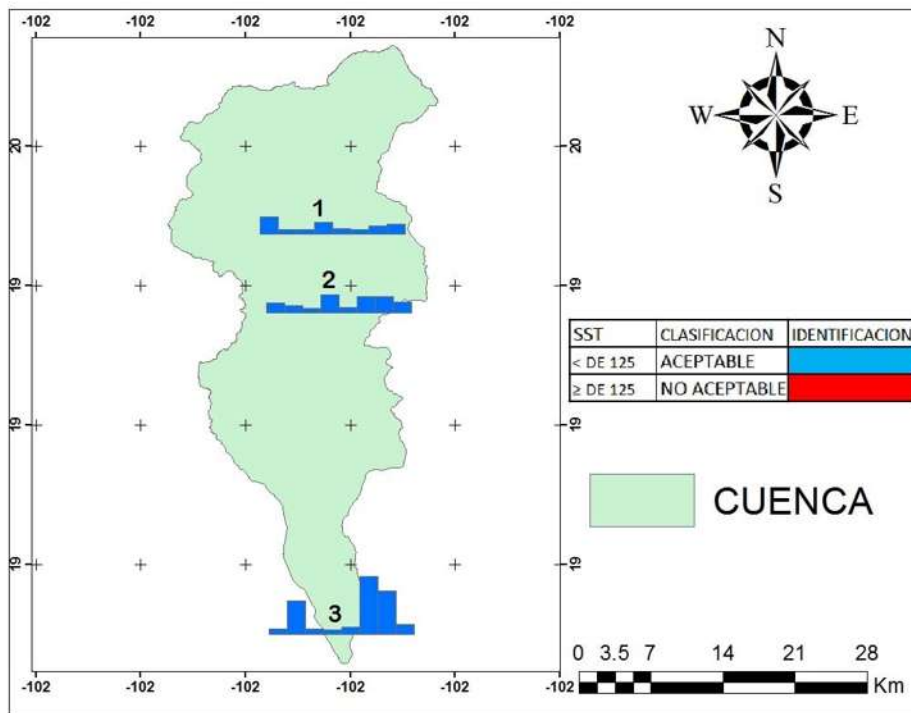 -102 -102 -102 -102 -102 -102
N
W E
S
20 20
1
19 19
2
SST CLASIFICACION IDENTIFICACION
< DE 125 ACEPTABLE
≥ DE 125 NO ACEPTABLE
19 19
CUENCA
19 19
3
0 3.5 7 14 21 28
Km
-102 -102 -102 -102 -102 -102